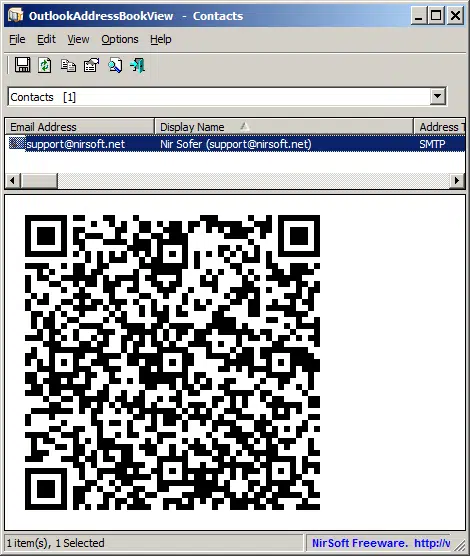 OutlookAddressBookView - Contacts
File Edit View Options Help
Contacts [1]
Email Address Display Name Address T
support@nirsoft.net Nir Sofer (support@nirsoft.net) SMTP
1 item(s), 1 Selected NirSoft Freeware. http://v